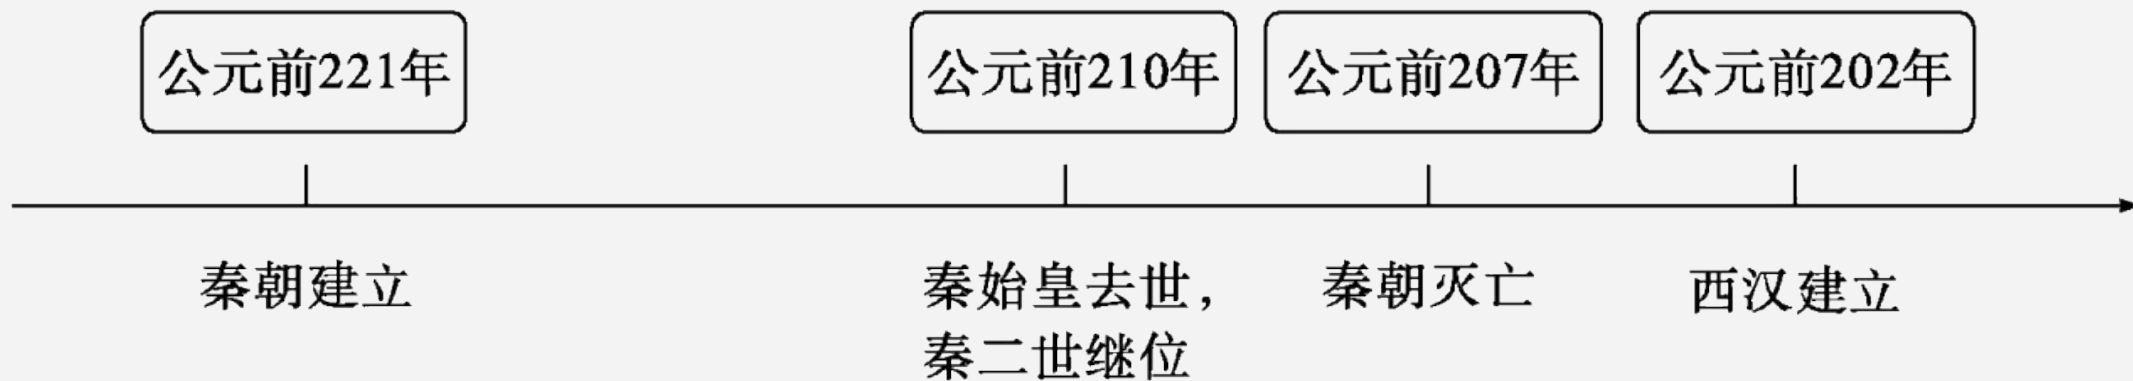 公元前221年
公元前210年
公元前207年
公元前202年
秦朝建立
秦始皇去世，
秦二世继位
秦朝灭亡
西汉建立